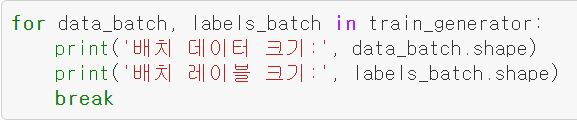 for data_batch, labels_batch in train_generator:
    print('배치 데이터 크기:', data_batch.shape)
    print('배치 레이블 크기:', labels_batch.shape)
    break